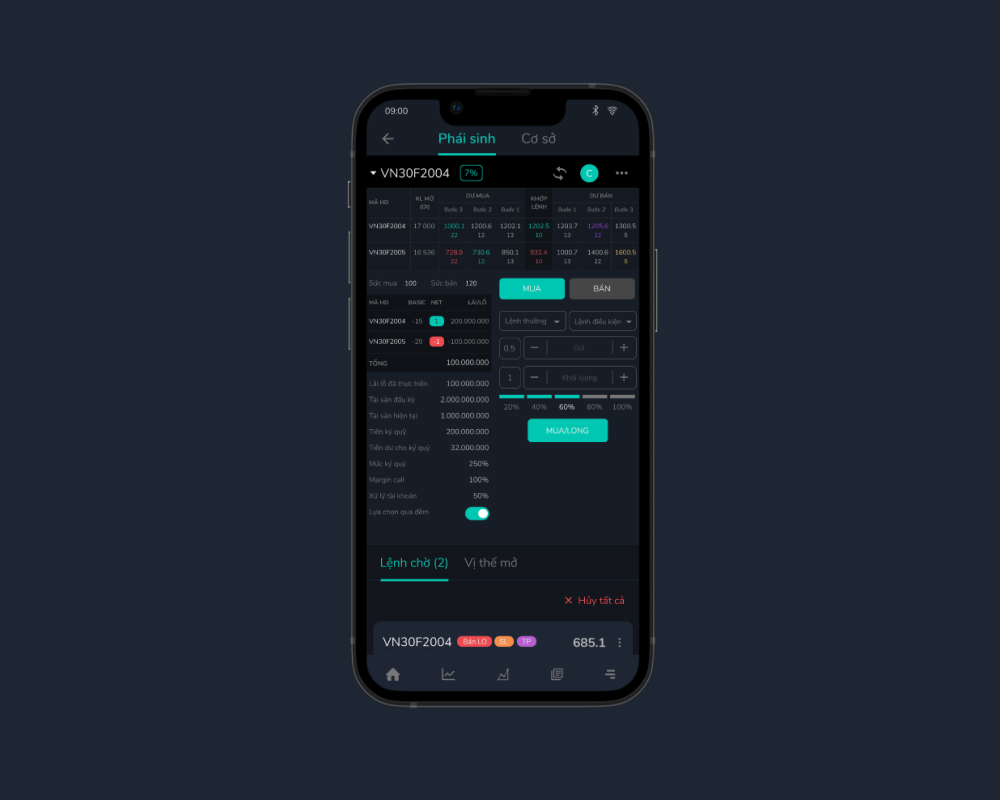 09:00
Phái sinh Cơ sở
VN30F2004 7% C
MÃ HĐ KL MỞ (OI) DƯ MUA KHỚP LỆNH DƯ BÁN
Bước 3 Bước 2 Bước 1 Bước 1 Bước 2 Bước 3
VN30F2004 17 000 1000.1 1200.6 1202.1 1202.5 1203.7 1205.6 1300.5
22 12 13 10 13 22 5
VN30F2005 16 936 728.9 730.6 850.1 932.4 1000.7 1400.6 1600.5
22 12 13 10 13 22 5
Sức mua 100 Sức bán 120
MUA BÁN
MÃ HĐ BASIC NET LÃI/LỖ
VN30F2004 -15 1 200.000.000
VN30F2005 -20 -1 -100.000.000
TỔNG 100.000.000
Lãi lỗ đã thực hiện 100.000.000
Tài sản đầu kỳ 2.000.000.000
Tài sản hiện tại 1.000.000.000
Tiền ký quỹ 200.000.000
Tiền dư cho ký quỹ 32.000.000
Mức ký quỹ 250%
Margin call 100%
Xử lý tài khoản 50%
Lựa chọn qua đêm
Lệnh thường Lệnh điều kiện
0.5 − Giá +
1 − Khối lượng +
20% 40% 60% 80% 100%
MUA/LONG
Lệnh chờ (2) Vị thế mở
Hủy tất cả
VN30F2004 Bán LO SL TP 685.1